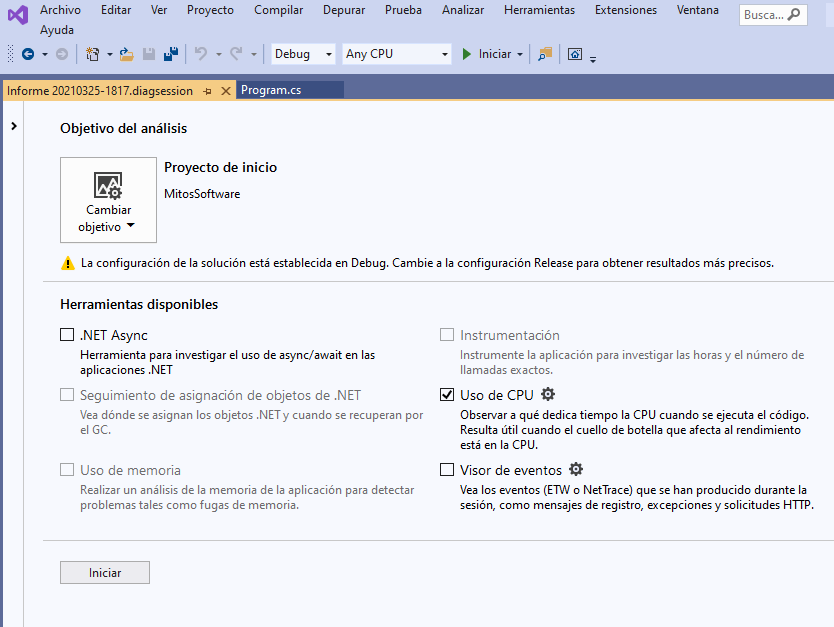 Archivo Editar Ver Proyecto Compilar Depurar Prueba Analizar Herramientas Extensiones Ventana Busca...
Ayuda
Debug Any CPU Iniciar
Informe 20210325-1817.diagsession Program.cs
Objetivo del análisis
Cambiar
objetivo
Proyecto de inicio
MitosSoftware
La configuración de la solución está establecida en Debug. Cambie a la configuración Release para obtener resultados más precisos.
Herramientas disponibles
.NET Async
Herramienta para investigar el uso de async/await en las
aplicaciones .NET
Instrumentación
Instrumente la aplicación para investigar las horas y el número de
llamadas exactos.
Seguimiento de asignación de objetos de .NET
Vea dónde se asignan los objetos .NET y cuando se recuperan por
el GC.
Uso de CPU
Observar a qué dedica tiempo la CPU cuando se ejecuta el código.
Resulta útil cuando el cuello de botella que afecta al rendimiento
está en la CPU.
Uso de memoria
Realizar un análisis de la memoria de la aplicación para detectar
problemas tales como fugas de memoria.
Visor de eventos
Vea los eventos (ETW o NetTrace) que se han producido durante la
sesión, como mensajes de registro, excepciones y solicitudes HTTP.
Iniciar